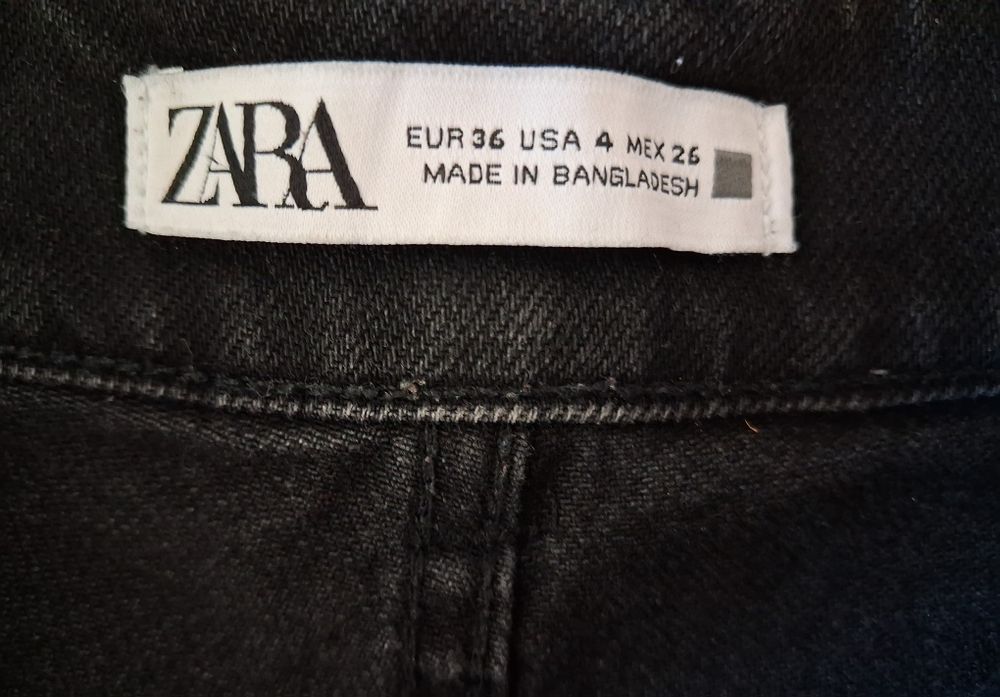 ZARA
EUR 36 USA 4 MEX 26
MADE IN BANGLADESH